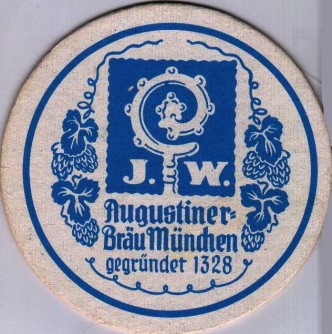 J. W.
Augustiner=
Bräu München
gegründet 1328